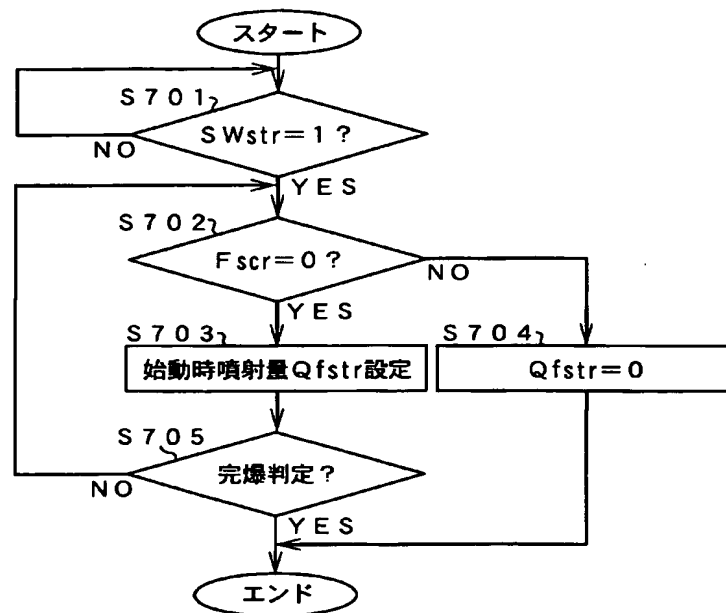 スタート
S701
SWstr=1?
NO
YES
S702
Fscr=0?
NO
YES
S703
S704
始動時噴射量Qfstr設定
Qfstr=0
S705
完爆判定?
NO
YES
エンド